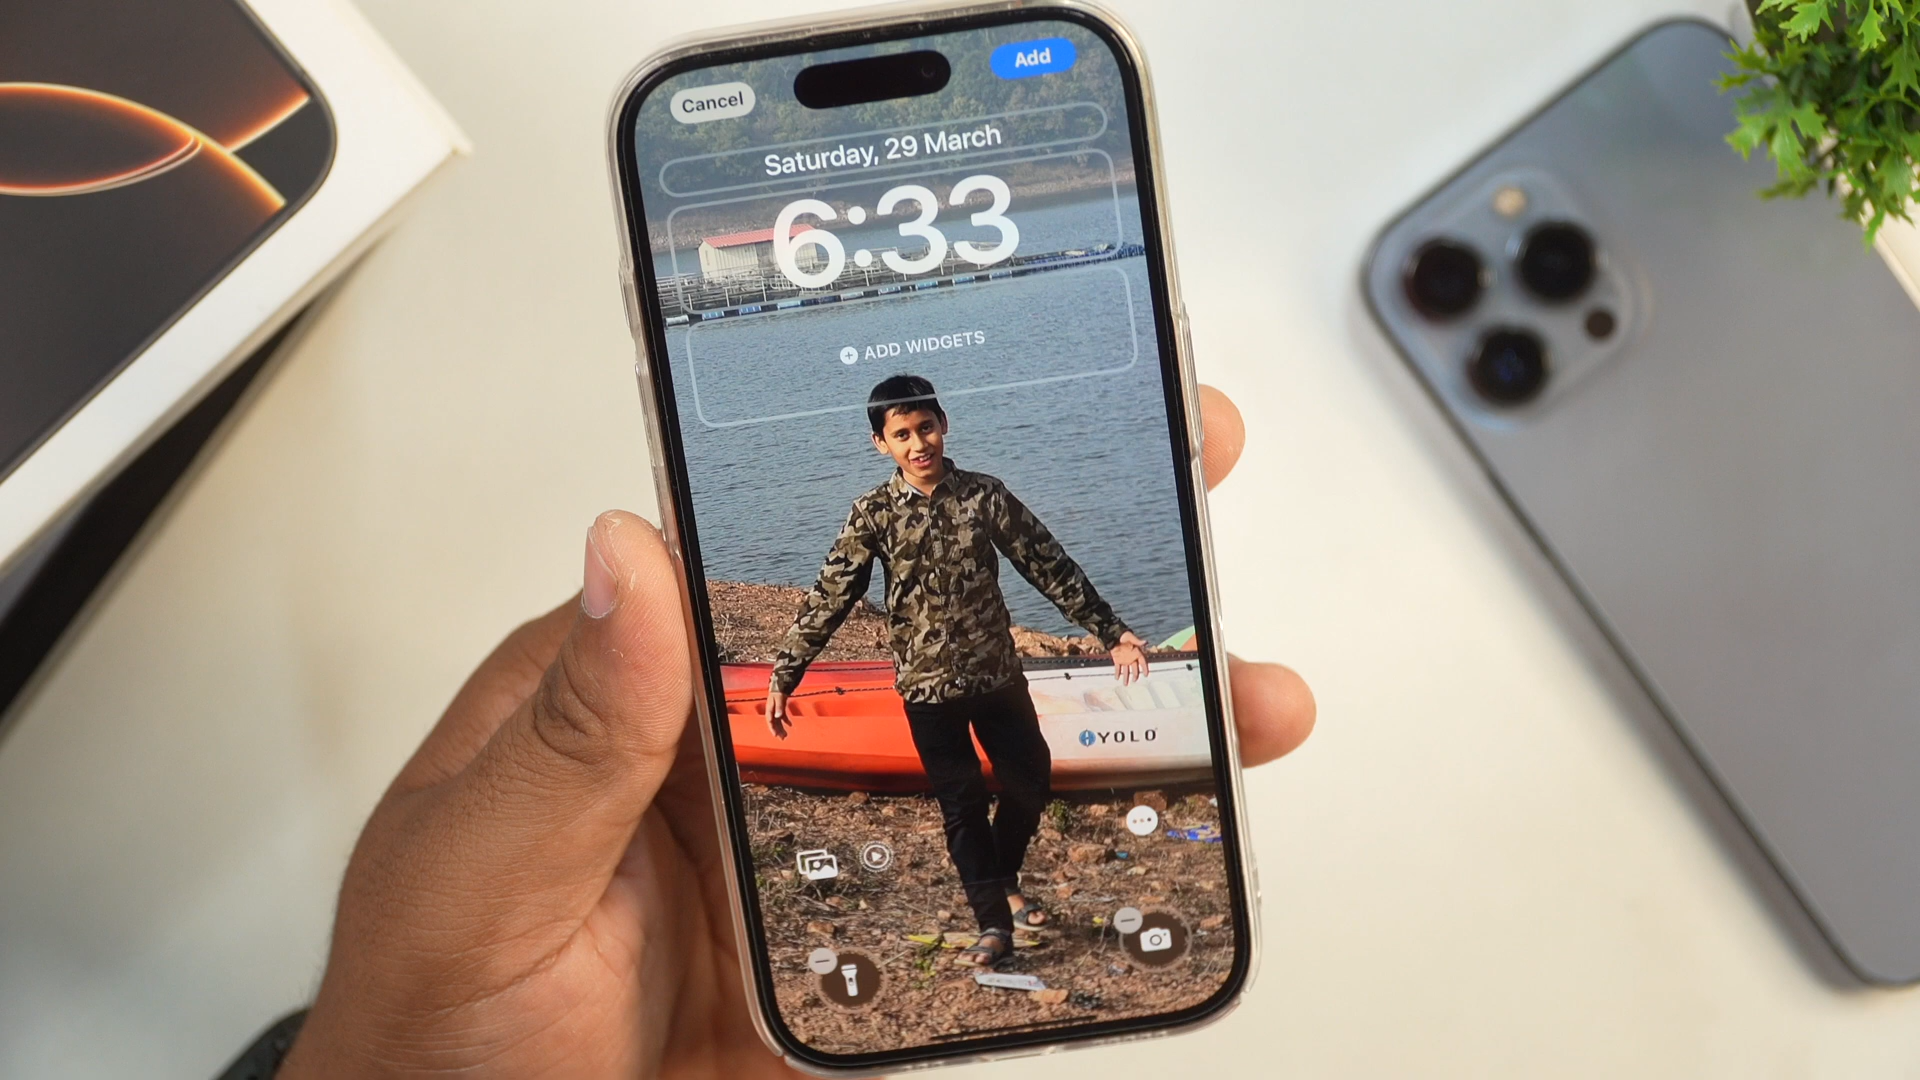 Cancel
Add
Saturday, 29 March
6:33
ADD WIDGETS
YOLO